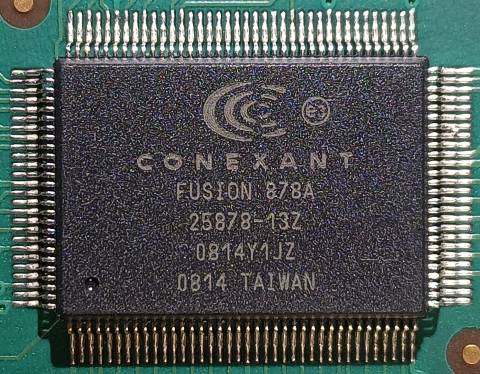 CONEXANT
FUSION 878A
25878-13Z
0814Y1JZ
0814 TAIWAN